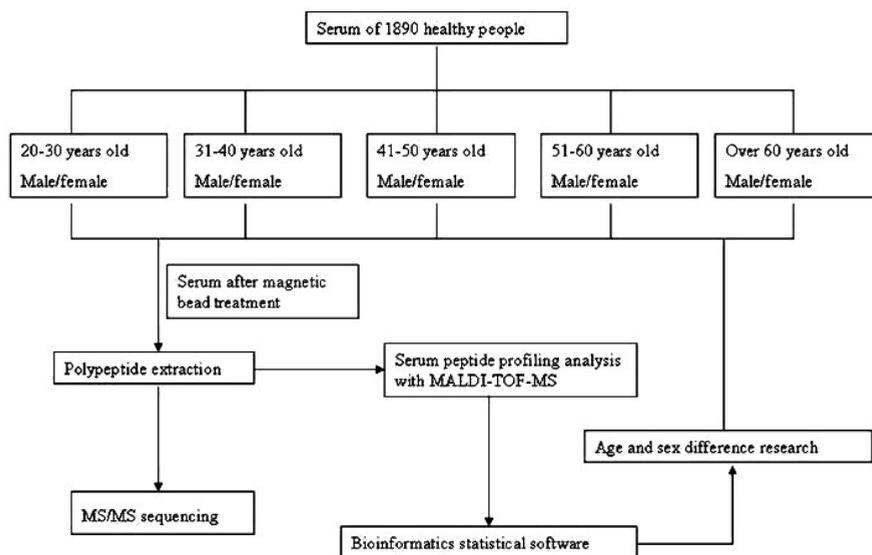 Serum of 1890 healthy people
20-30 years old
Male/female
31-40 years old
Male/female
41-50 years old
Male/female
51-60 years old
Male/female
Over 60 years old
Male/female
Serum after magnetic
bead treatment
Polypeptide extraction
Serum peptide profiling analysis
with MALDI-TOF-MS
Age and sex difference research
MS/MS sequencing
Bioinformatics statistical software